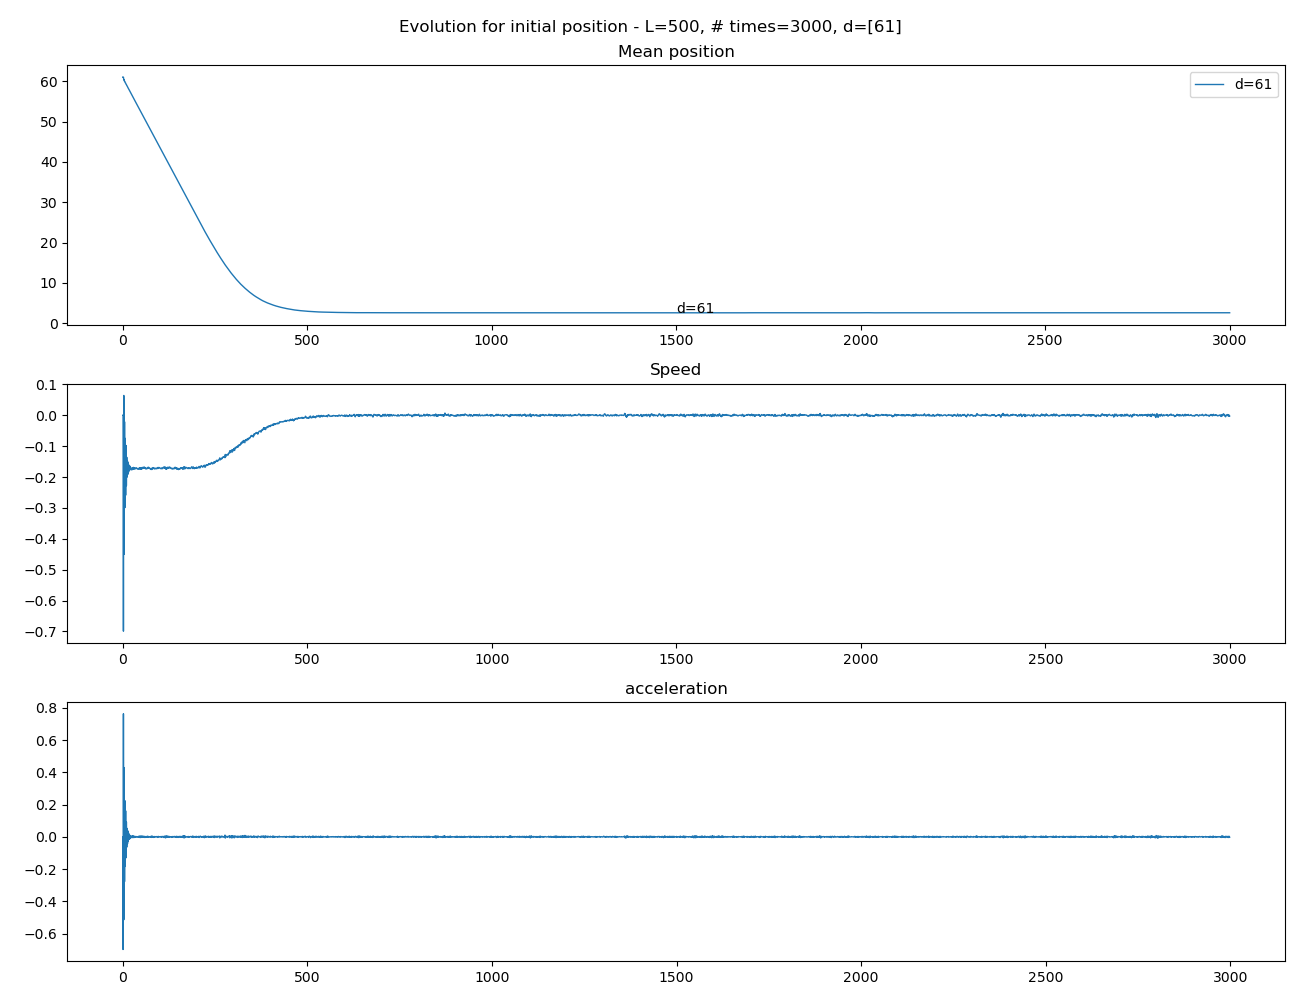 Evolution for initial position - L=500, # times=3000, d=[61]
Mean position
d=61
60
50
40
30
20
10
0
d=61
0 500 1000 1500 2000 2500 3000
Speed
0.1
0.0
−0.1
−0.2
−0.3
−0.4
−0.5
−0.6
−0.7
0 500 1000 1500 2000 2500 3000
acceleration
0.8
0.6
0.4
0.2
0.0
−0.2
−0.4
−0.6
0 500 1000 1500 2000 2500 3000